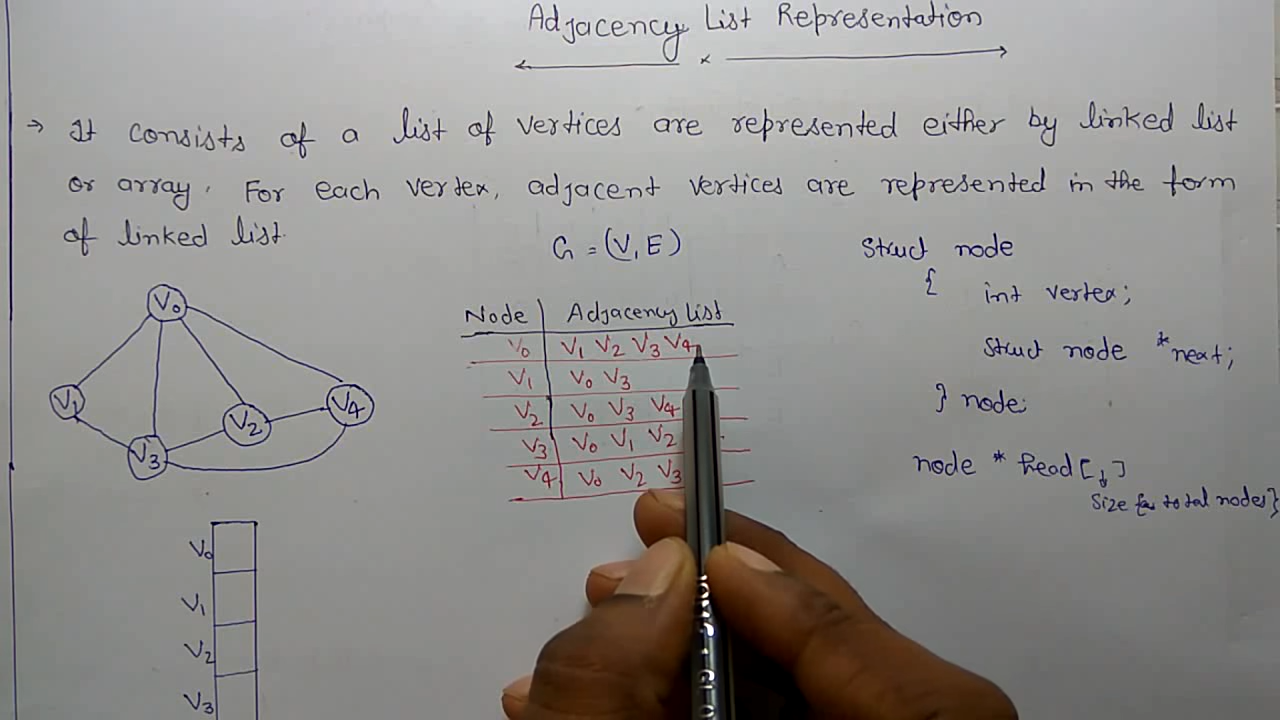 Adjacency List Representation
→ It consists of a list of vertices are represented either by linked list
or array. For each vertex, adjacent vertices are represented in the form
of linked list.
G = (V, E)
V0
V1
V2
V4
V3
Node Adjacency List
V0 V1 V2 V3 V4
V1 V0 V3
V2 V0 V3 V4
V3 V0 V1 V2
V4 V0 V2 V3
Struct node
{ int vertex;
Struct node *next;
} node;
node * head[↓]
Size total nodes}
V0
V1
V2
V3